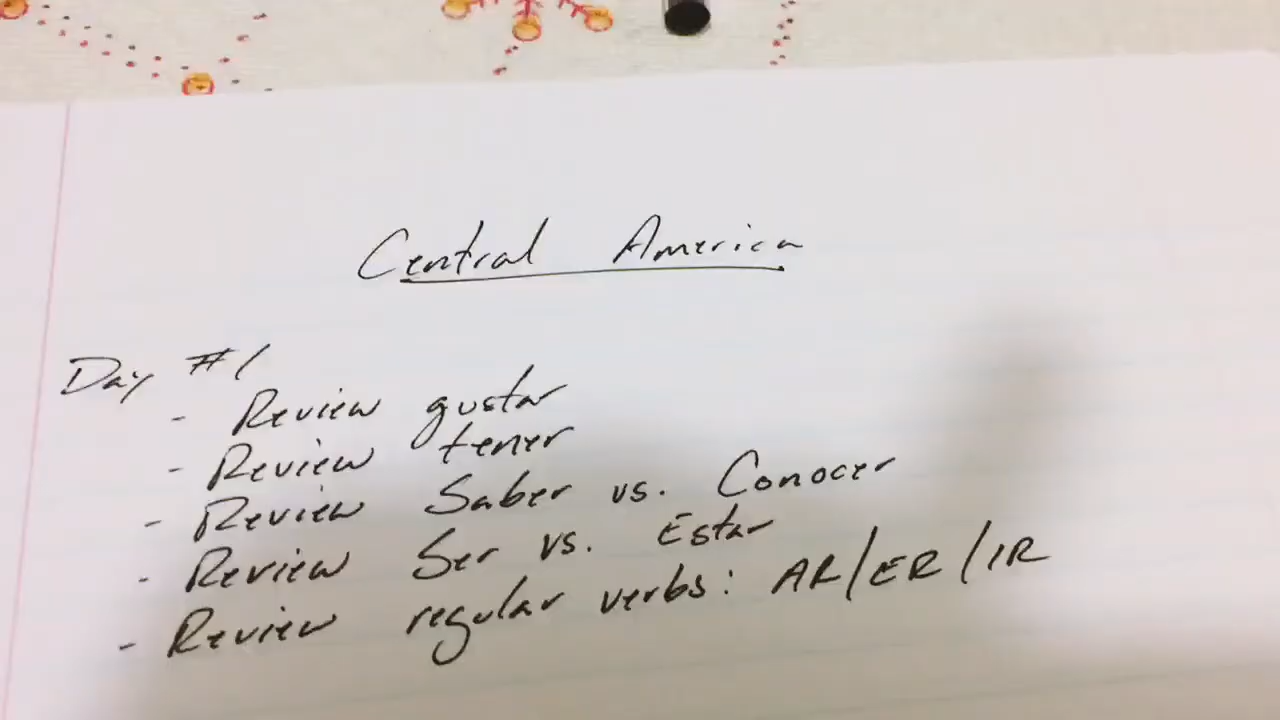 Central America
Day #1
- Review gustar
- Review tener
- Review Saber vs. Conocer
- Review Ser vs. Estar
- Review regular verbs: AR/ER/IR